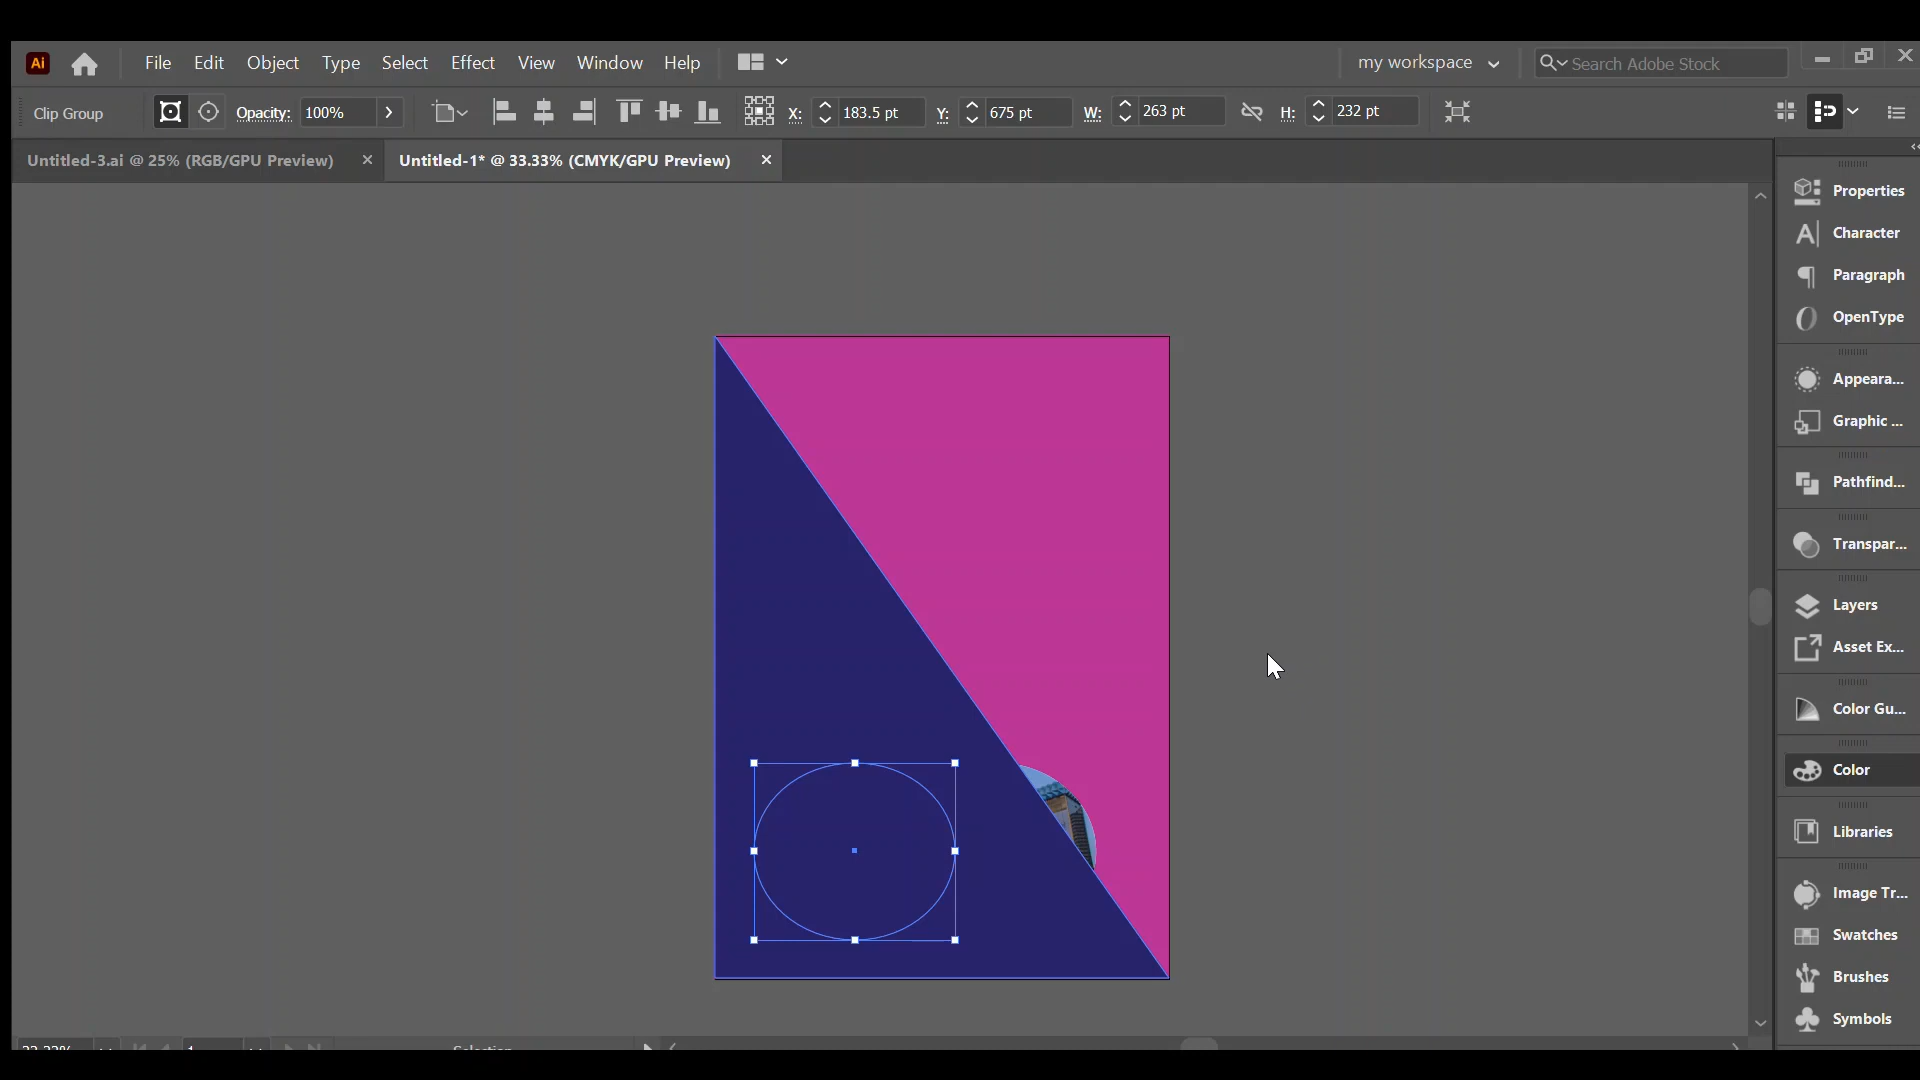 Ai File Edit Object Type Select Effect View Window Help my workspace Search Adobe Stock
Clip Group Opacity: 100% X: 183.5 pt Y: 675 pt W: 263 pt H: 232 pt
Untitled-3.ai @ 25% (RGB/GPU Preview) Untitled-1* @ 33.33% (CMYK/GPU Preview)
Properties
Character
Paragraph
OpenType
Appeara...
Graphic ...
Pathfind...
Transpar...
Layers
Asset Ex...
Color Gu...
Color
Libraries
Image Tr...
Swatches
Brushes
Symbols